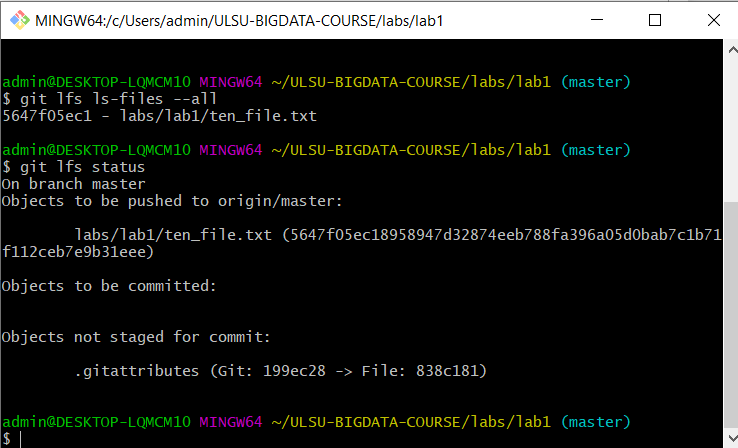 MINGW64:/c/Users/admin/ULSU-BIGDATA-COURSE/labs/lab1
admin@DESKTOP-LQMCM10 MINGW64 ~/ULSU-BIGDATA-COURSE/labs/lab1 (master)
$ git lfs ls-files --all
5647f05ec1 - labs/lab1/ten_file.txt
admin@DESKTOP-LQMCM10 MINGW64 ~/ULSU-BIGDATA-COURSE/labs/lab1 (master)
$ git lfs status
On branch master
Objects to be pushed to origin/master:
labs/lab1/ten_file.txt (5647f05ec18958947d32874eeb788fa396a05d0bab7c1b71
f112ceb7e9b31eee)
Objects to be committed:
Objects not staged for commit:
.gitattributes (Git: 199ec28 -> File: 838c181)
admin@DESKTOP-LQMCM10 MINGW64 ~/ULSU-BIGDATA-COURSE/labs/lab1 (master)
$